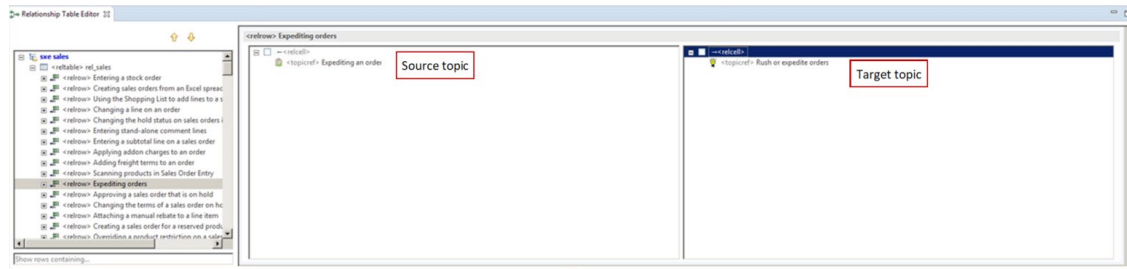 Relationship Table Editor
sxe sales
<reltable> rel_sales
<relrow> Entering a stock order
<relrow> Creating sales orders from an Excel spreac
<relrow> Using the Shopping List to add lines to a s
<relrow> Changing a line on an order
<relrow> Changing the hold status on sales orders i
<relrow> Entering stand-alone comment lines
<relrow> Entering a subtotal line on a sales order
<relrow> Applying addon charges to an order
<relrow> Adding freight terms to an order
<relrow> Scanning products in Sales Order Entry
<relrow> Expediting orders
<relrow> Approving a sales order that is on hold
<relrow> Changing the terms of a sales order on hc
<relrow> Attaching a manual rebate to a line item
<relrow> Creating a sales order for a reserved produ
<relrow> Overriding a product restriction on a sales
Show rows containing...
<relrow> Expediting orders
<relcell>
<topicref> Expediting an order
Source topic
<relcell>
<topicref> Rush or expedite orders
Target topic